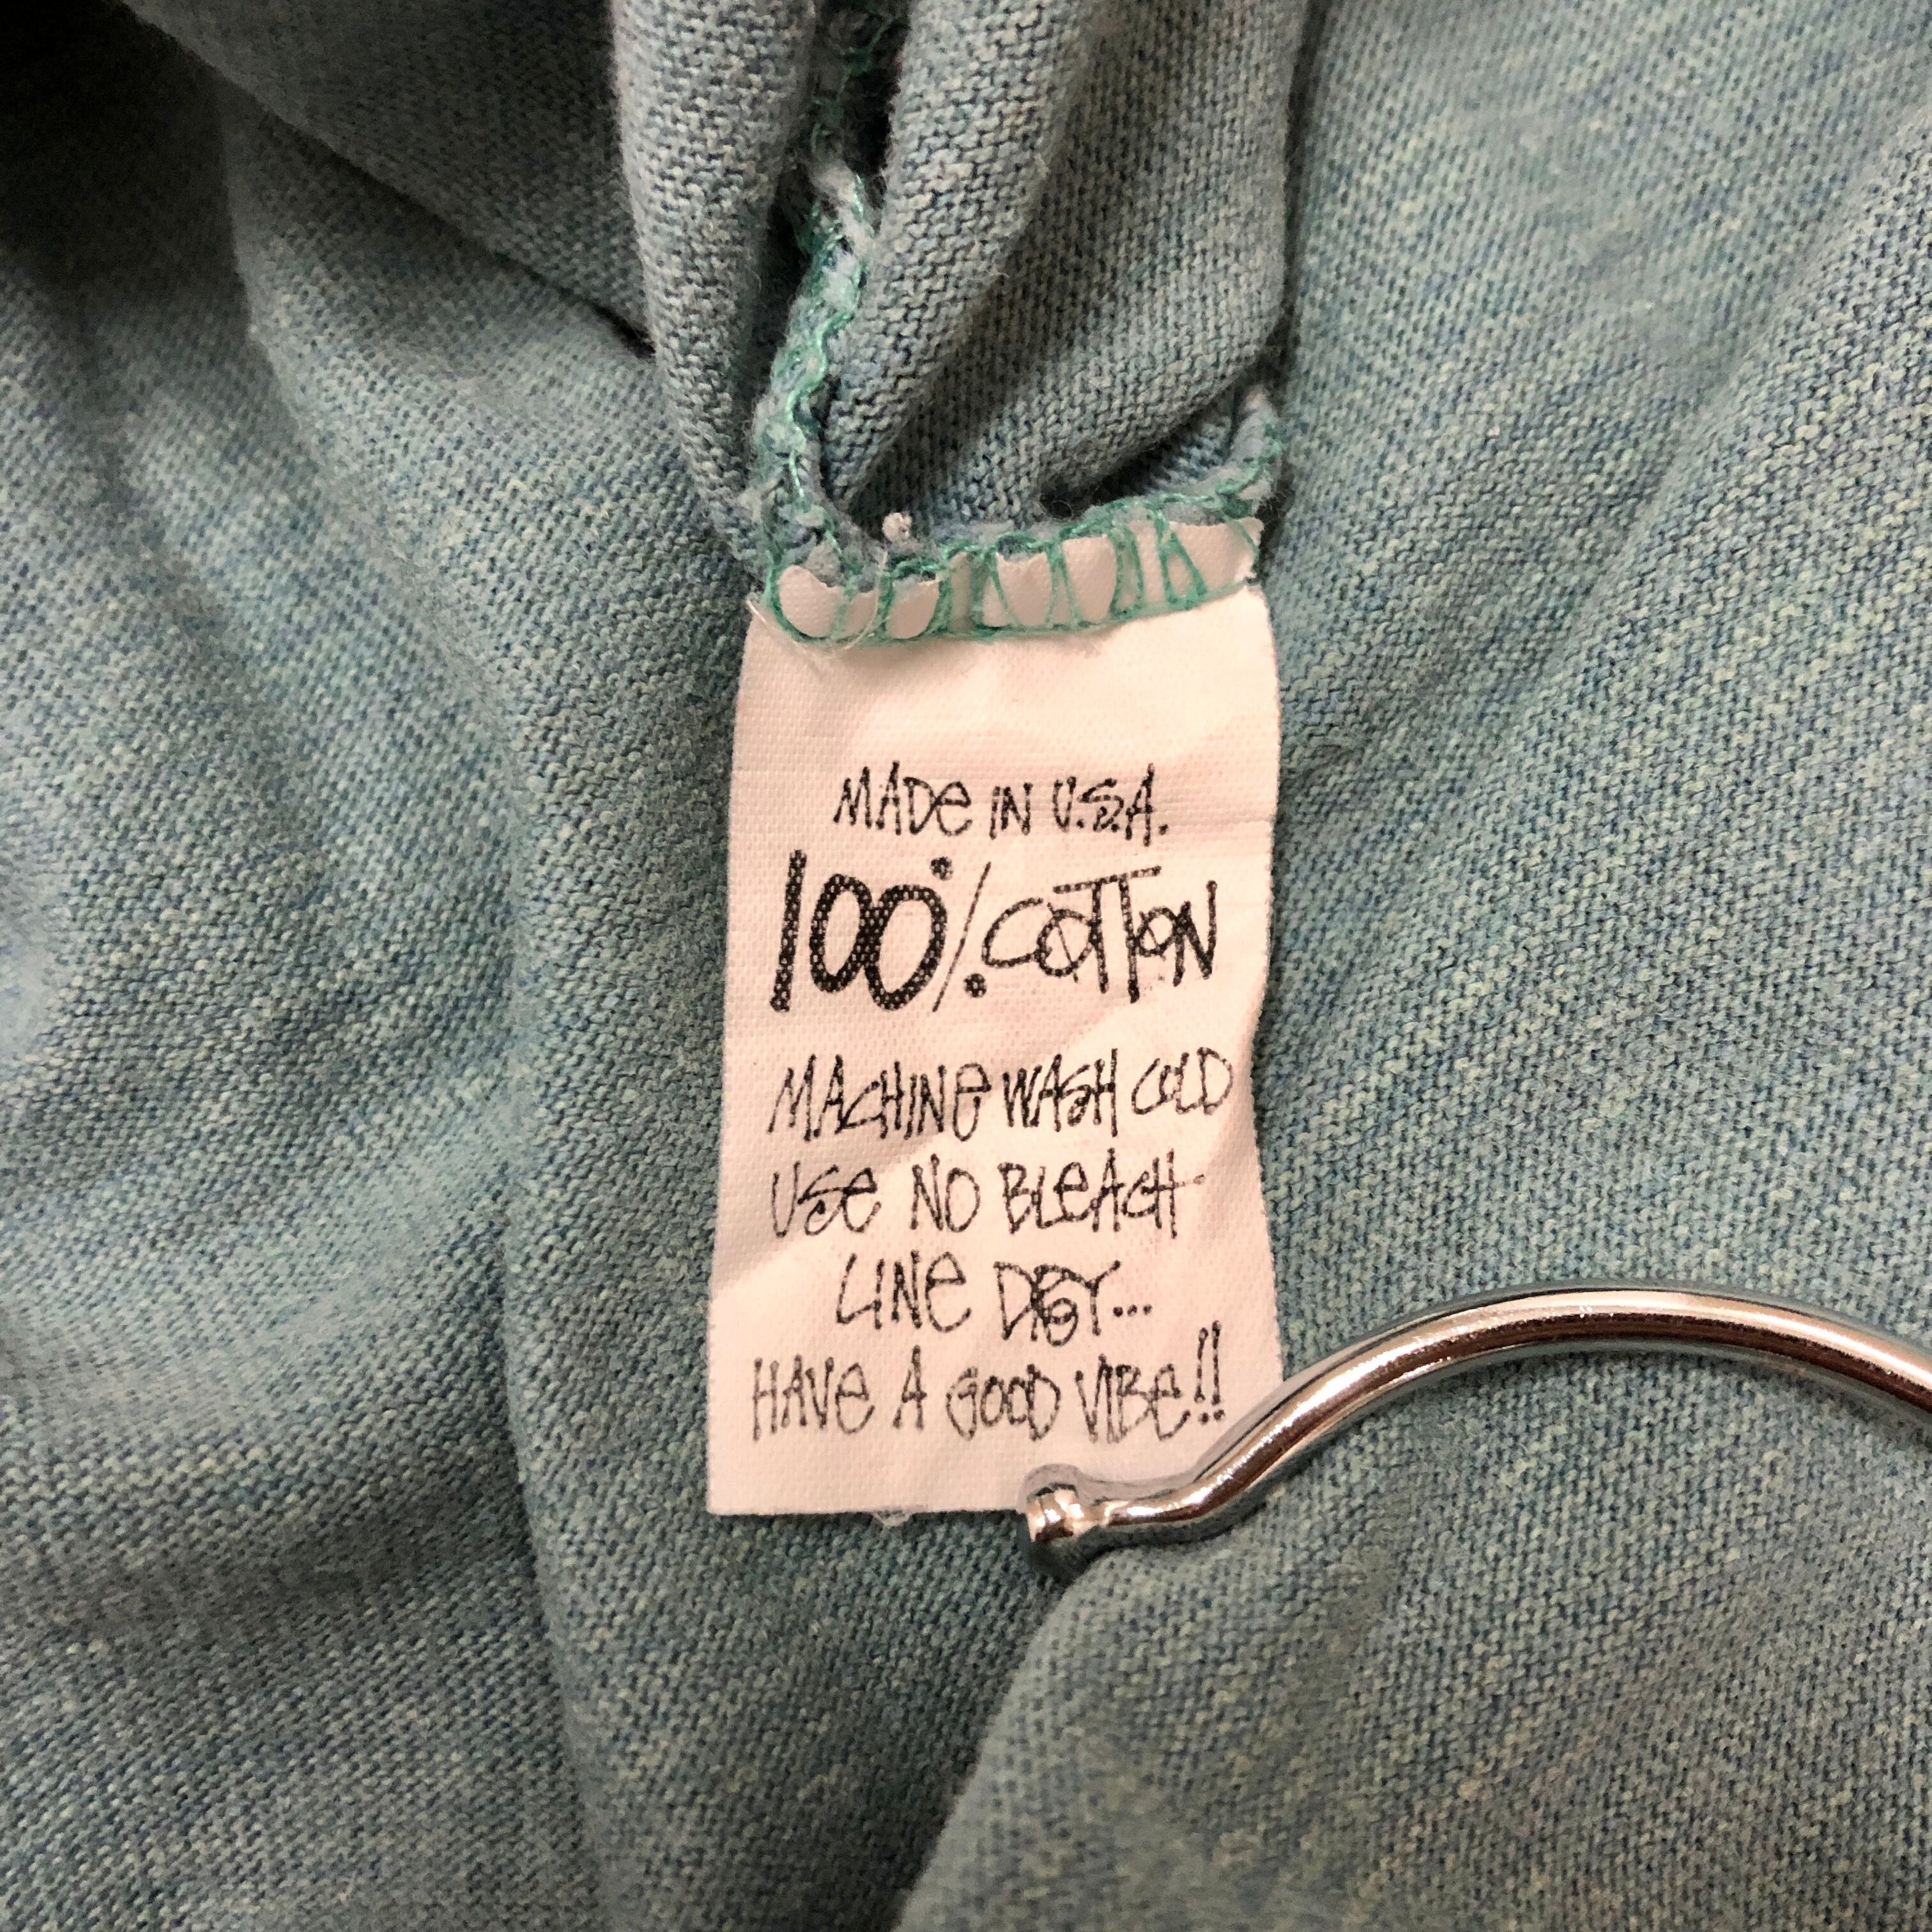 MADe IN U.S.A.
100% COTTON
MACHINe WASH COLD
USe NO BLeACH
LINe DRY...
HAVe A GOOD VIBe!!